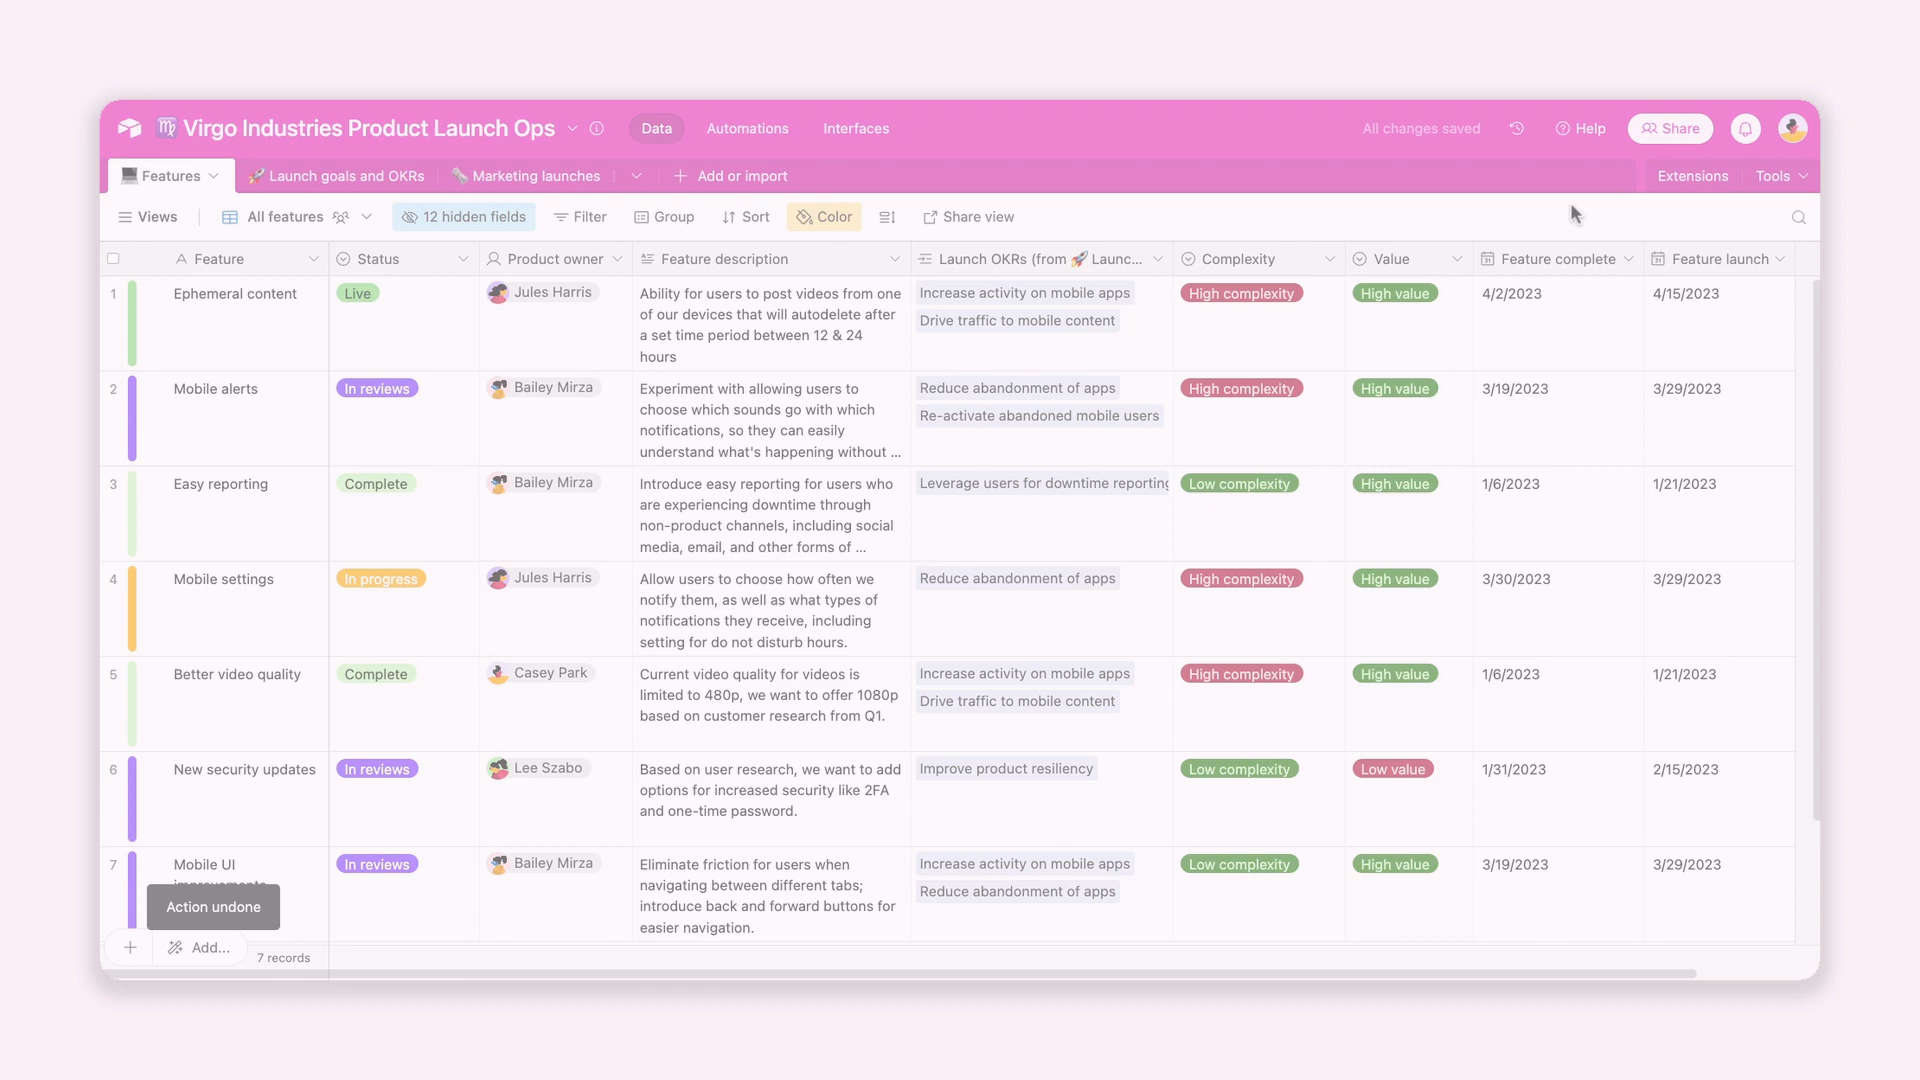 Virgo Industries Product Launch Ops
Data
Automations
Interfaces
All changes saved
Help
Share
Features
Launch goals and OKRs
Marketing launches
Add or import
Extensions
Tools
Views
All features
12 hidden fields
Filter
Group
Sort
Color
Share view
Feature
Status
Product owner
Feature description
Launch OKRs (from 🚀 Launc...
Complexity
Value
Feature complete
Feature launch
1
Ephemeral content
Live
Jules Harris
Ability for users to post videos from one
of our devices that will autodelete after
a set time period between 12 & 24
hours
Increase activity on mobile apps
Drive traffic to mobile content
High complexity
High value
4/2/2023
4/15/2023
2
Mobile alerts
In reviews
Bailey Mirza
Experiment with allowing users to
choose which sounds go with which
notifications, so they can easily
understand what's happening without ...
Reduce abandonment of apps
Re-activate abandoned mobile users
High complexity
High value
3/19/2023
3/29/2023
3
Easy reporting
Complete
Bailey Mirza
Introduce easy reporting for users who
are experiencing downtime through
non-product channels, including social
media, email, and other forms of ...
Leverage users for downtime reporting
Low complexity
High value
1/6/2023
1/21/2023
4
Mobile settings
In progress
Jules Harris
Allow users to choose how often we
notify them, as well as what types of
notifications they receive, including
setting for do not disturb hours.
Reduce abandonment of apps
High complexity
High value
3/30/2023
3/29/2023
5
Better video quality
Complete
Casey Park
Current video quality for videos is
limited to 480p, we want to offer 1080p
based on customer research from Q1.
Increase activity on mobile apps
Drive traffic to mobile content
High complexity
High value
1/6/2023
1/21/2023
6
New security updates
In reviews
Lee Szabo
Based on user research, we want to add
options for increased security like 2FA
and one-time password.
Improve product resiliency
Low complexity
Low value
1/31/2023
2/15/2023
7
Mobile UI
improvements
In reviews
Bailey Mirza
Eliminate friction for users when
navigating between different tabs;
introduce back and forward buttons for
easier navigation.
Increase activity on mobile apps
Reduce abandonment of apps
Low complexity
High value
3/19/2023
3/29/2023
Action undone
Add...
7 records